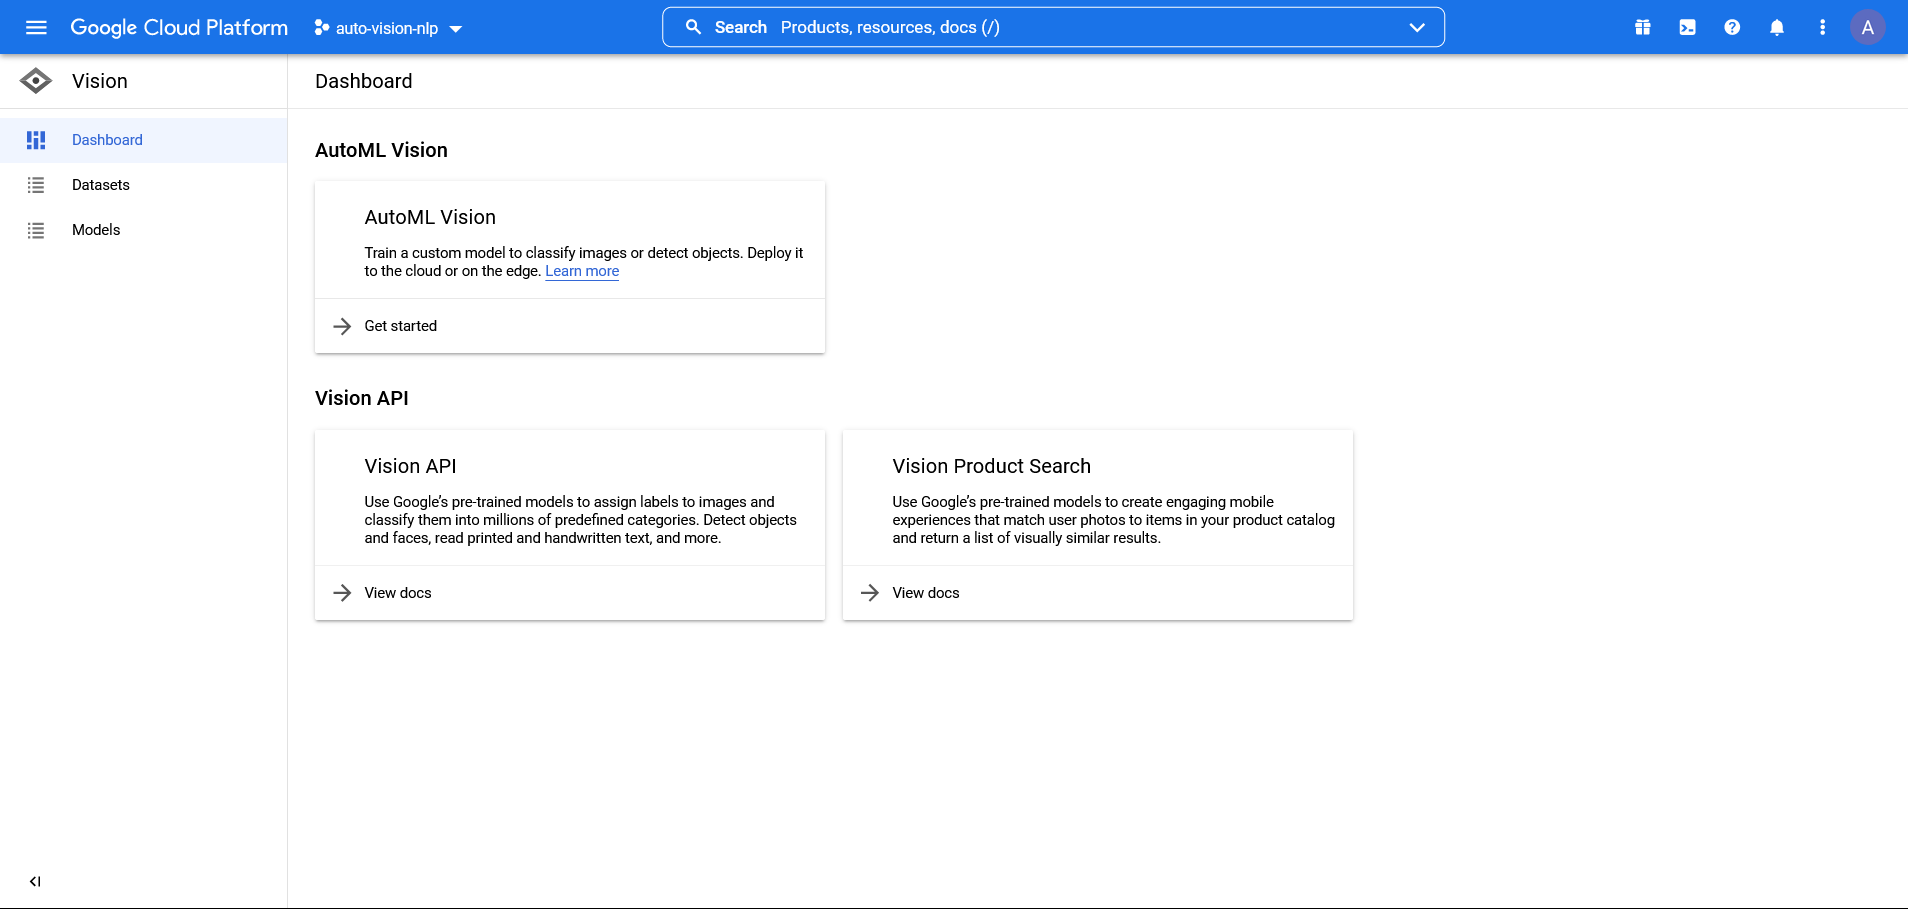 Google Cloud Platform
auto-vision-nlp
Search Products, resources, docs (/)
A
Vision
Dashboard
Datasets
Models
Dashboard
AutoML Vision
AutoML Vision
Train a custom model to classify images or detect objects. Deploy it
to the cloud or on the edge. Learn more
Get started
Vision API
Vision API
Use Google’s pre-trained models to assign labels to images and
classify them into millions of predefined categories. Detect objects
and faces, read printed and handwritten text, and more.
View docs
Vision Product Search
Use Google’s pre-trained models to create engaging mobile
experiences that match user photos to items in your product catalog
and return a list of visually similar results.
View docs